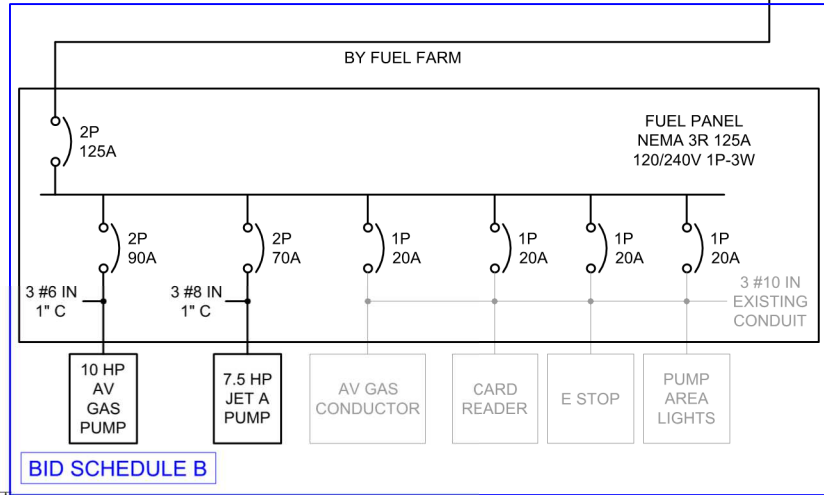 BY FUEL FARM
2P
125A
FUEL PANEL
NEMA 3R 125A
120/240V 1P-3W
2P
90A
2P
70A
1P
20A
1P
20A
1P
20A
1P
20A
3 #6 IN
1" C
3 #8 IN
1" C
3 #10 IN
EXISTING
CONDUIT
10 HP
AV
GAS
PUMP
7.5 HP
JET A
PUMP
AV GAS
CONDUCTOR
CARD
READER
E STOP
PUMP
AREA
LIGHTS
BID SCHEDULE B